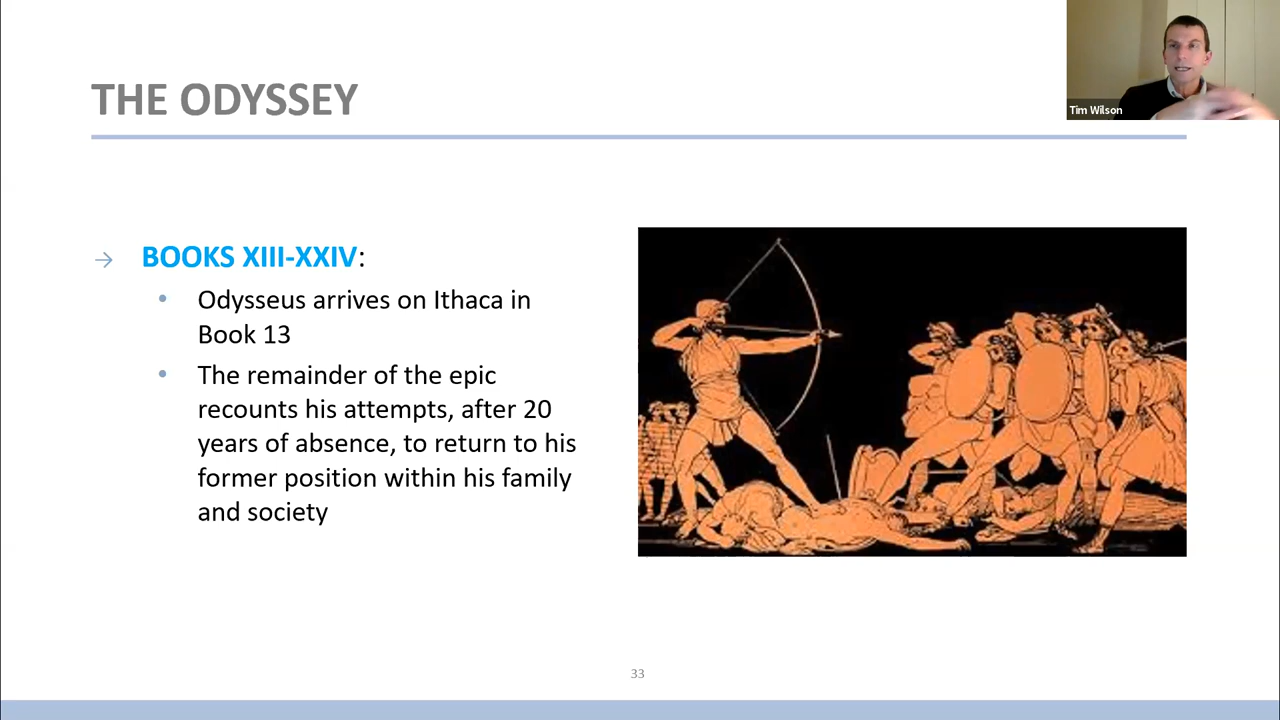 THE ODYSSEY
Tim Wilson
→ BOOKS XIII-XXIV:
• Odysseus arrives on Ithaca in
Book 13
• The remainder of the epic
recounts his attempts, after 20
years of absence, to return to his
former position within his family
and society
33